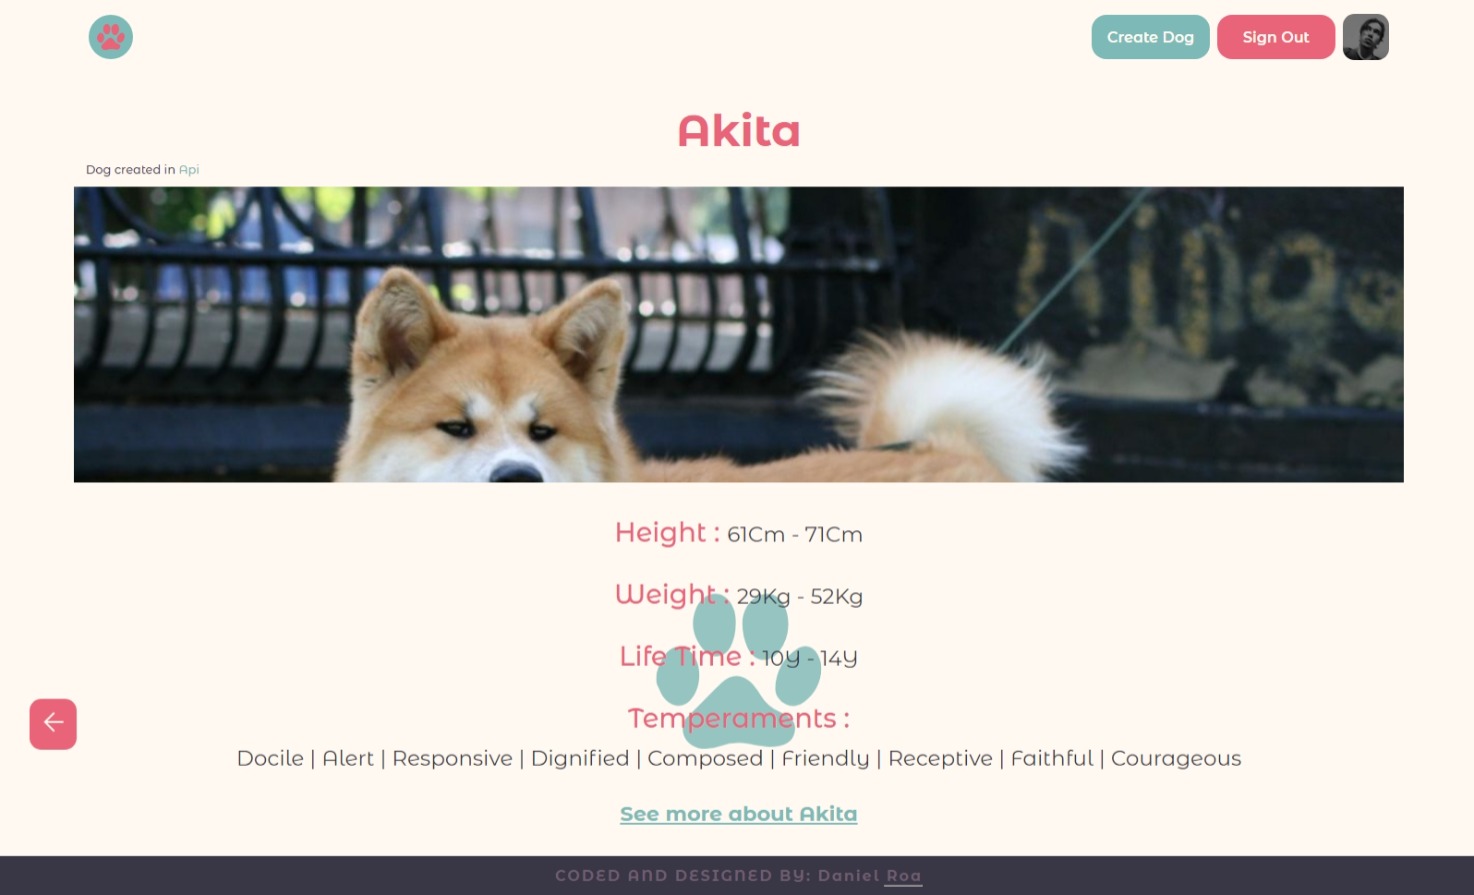 Create Dog
Sign Out
Akita
Dog created in Api
Height : 61Cm - 71Cm
Weight : 29Kg - 52Kg
Life Time : 10Y - 14Y
Temperaments :
Docile | Alert | Responsive | Dignified | Composed | Friendly | Receptive | Faithful | Courageous
See more about Akita
CODED AND DESIGNED BY: Daniel Roa